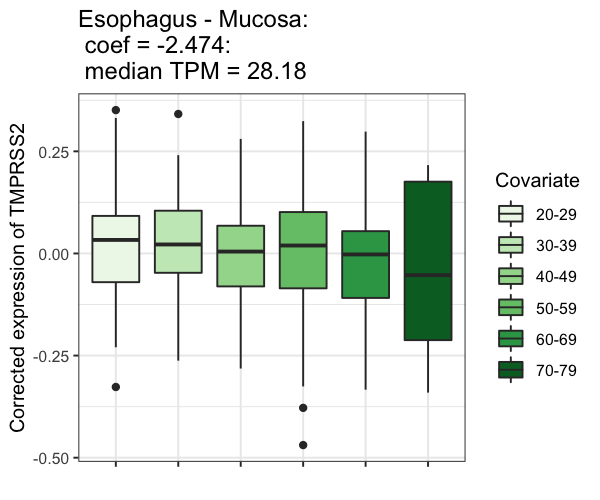 Esophagus - Mucosa:
coef = -2.474:
median TPM = 28.18
Corrected expression of TMPRSS2
0.25
0.00
-0.25
-0.50
Covariate
20-29
30-39
40-49
50-59
60-69
70-79